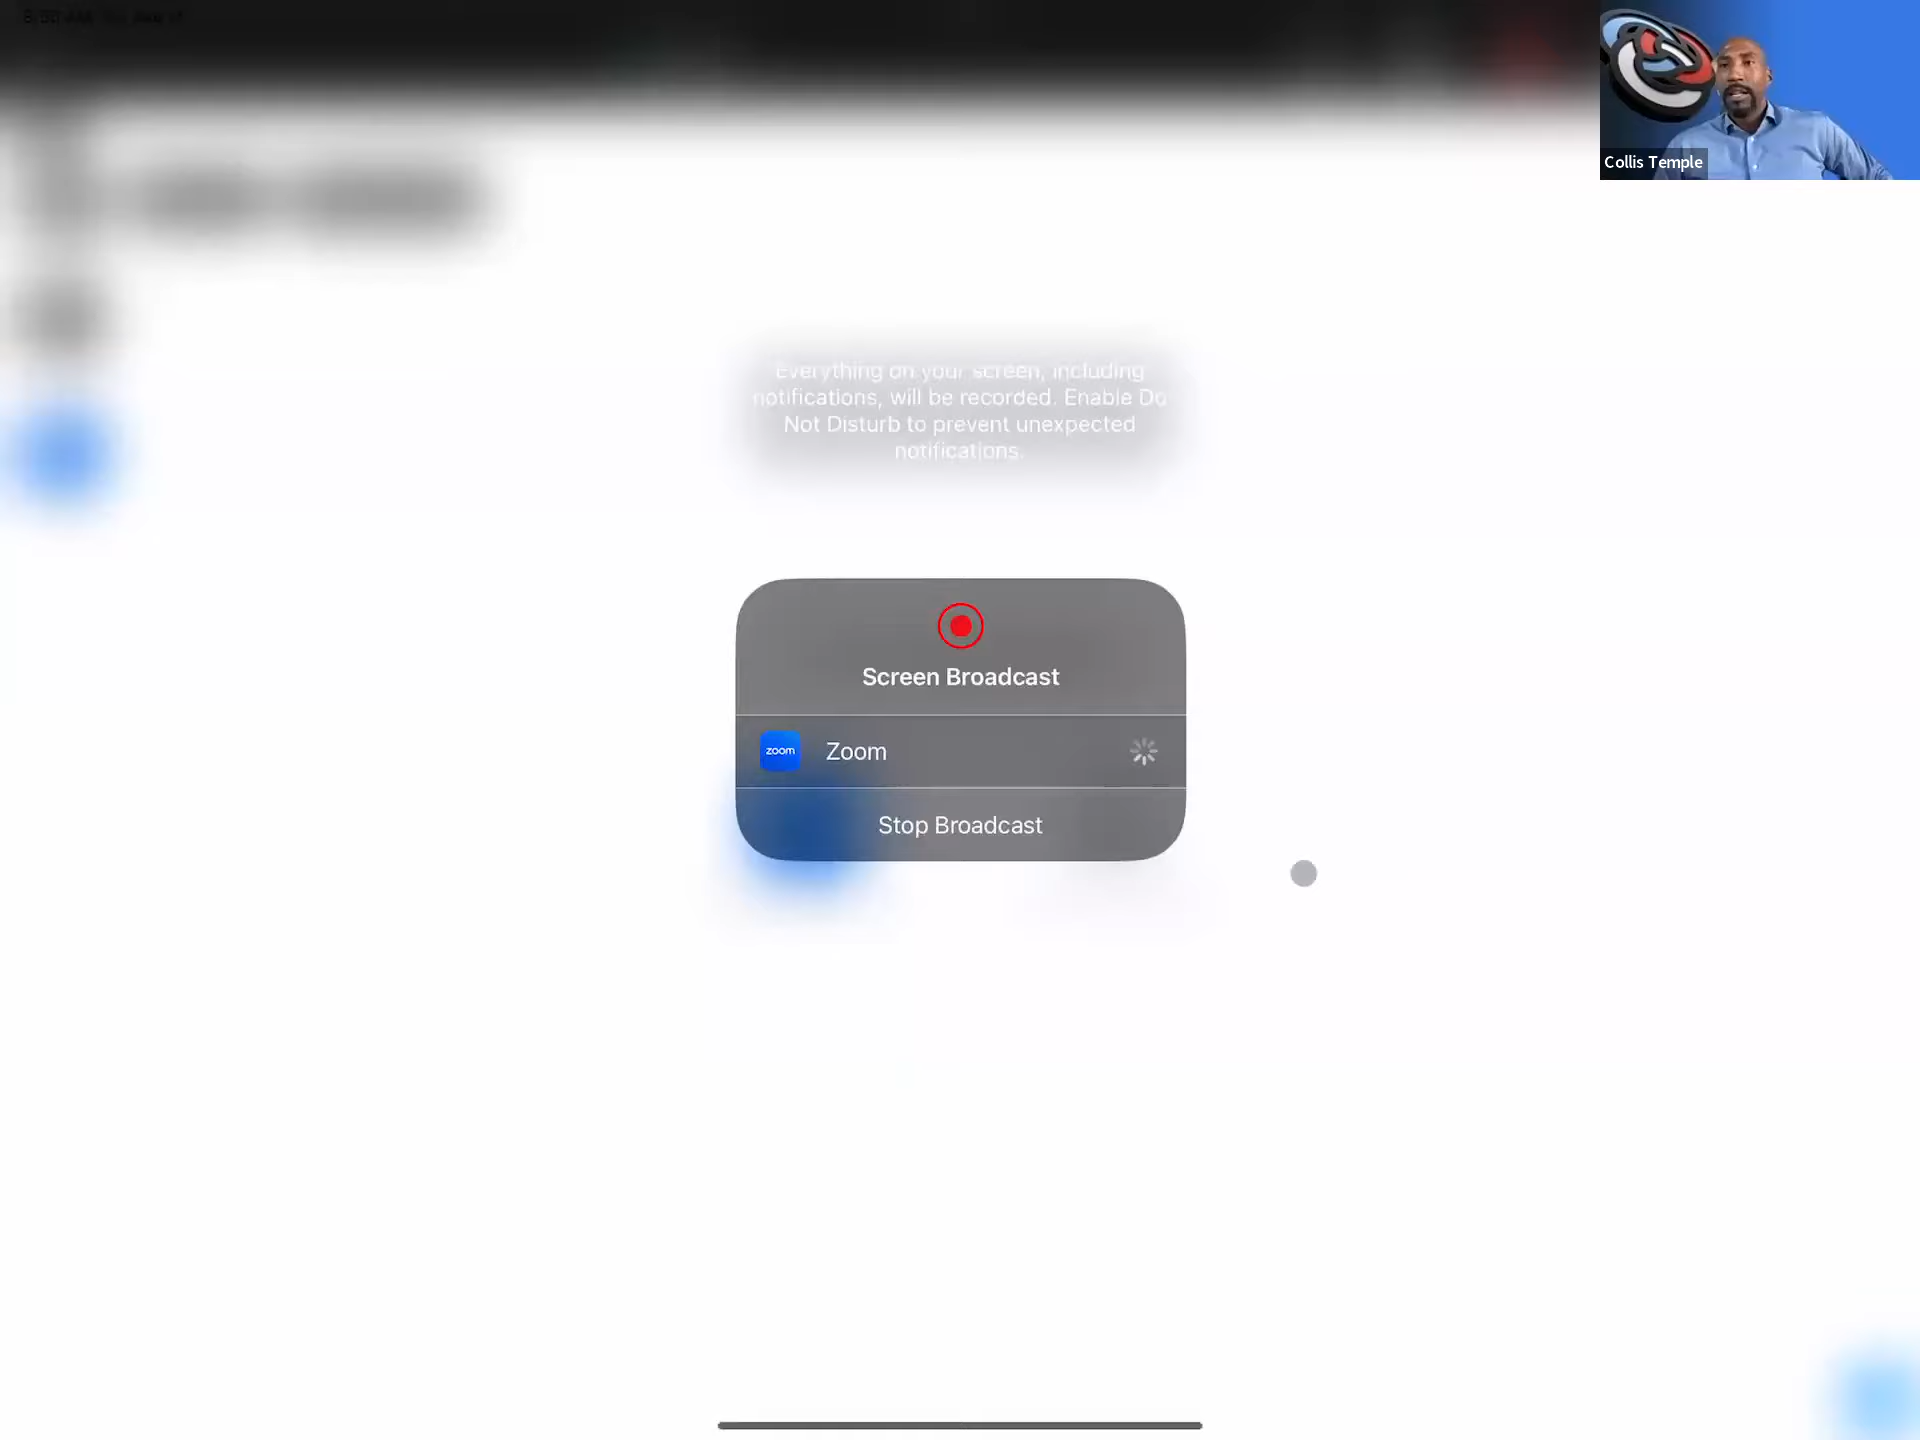 Collis Temple
Everything on your screen, including
notifications, will be recorded. Enable Do
Not Disturb to prevent unexpected
notifications.
Screen Broadcast
zoom
Zoom
Stop Broadcast